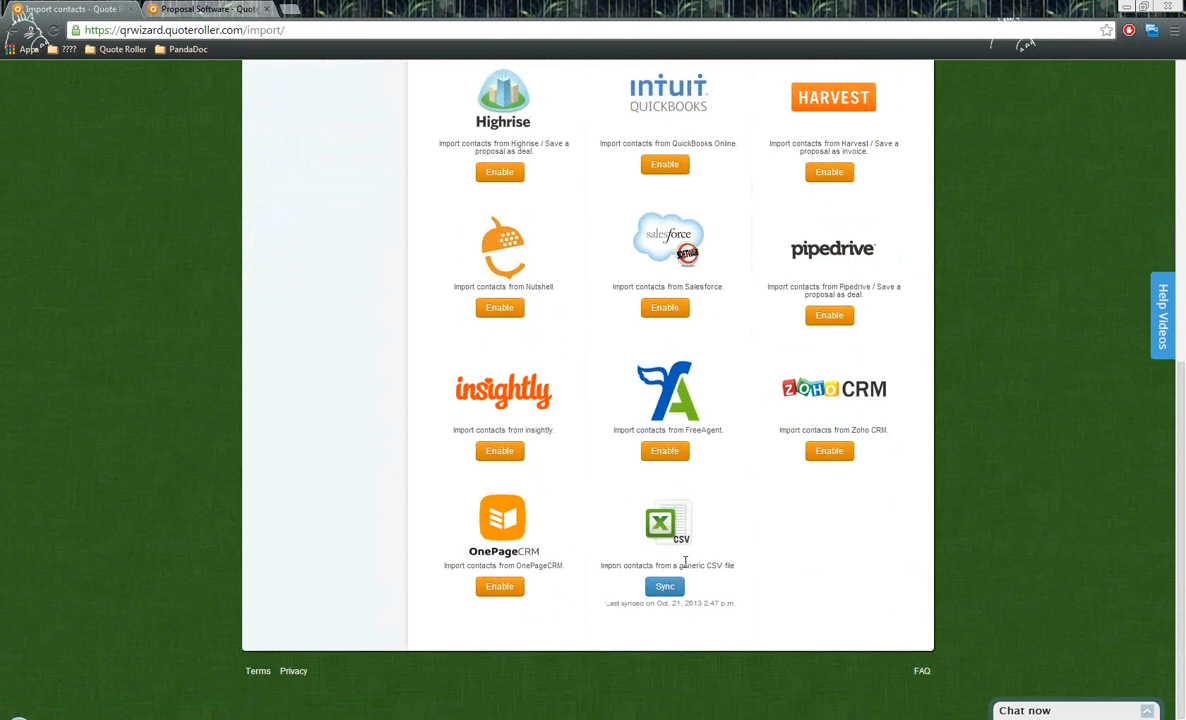 Import contacts - Quote R
Proposal Software - Quot
https://qrwizard.quoteroller.com/import/
Apps
????
Quote Roller
PandaDoc
Highrise
INTUIT
QUICKBOOKS
HARVEST
Import contacts from Highrise / Save a
proposal as deal.
Import contacts from QuickBooks Online.
Import contacts from Harvest / Save a
proposal as invoice.
Enable
Enable
Enable
salesforce
SOFTWARE
pipedrive
Import contacts from Nutshell.
Import contacts from Salesforce.
Import contacts from Pipedrive / Save a
proposal as deal.
Enable
Enable
Enable
insightly
ZOHO CRM
Import contacts from insightly.
Import contacts from FreeAgent.
Import contacts from Zoho CRM.
Enable
Enable
Enable
OnePageCRM
X
CSV
Import contacts from OnePageCRM.
Import contacts from a generic CSV file
Enable
Sync
Last synced on Oct. 21, 2013 2:47 p.m.
Help Videos
Terms
Privacy
FAQ
Chat now